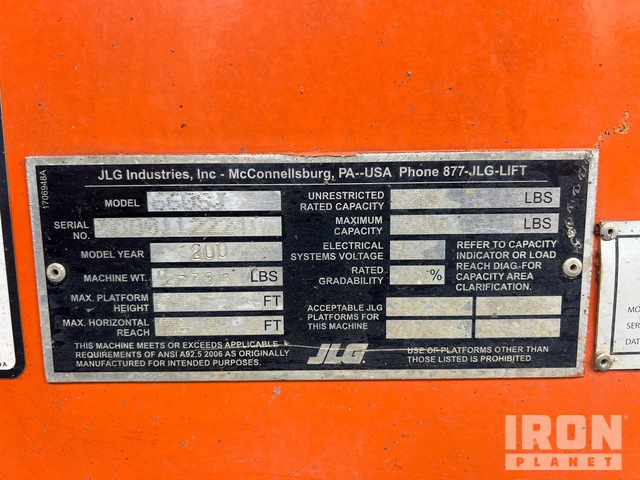 1706948A
JLG Industries, Inc - McConnellsburg, PA--USA Phone 877-JLG-LIFT
MODEL 660SJ
SERIAL
NO.
MODEL YEAR
MACHINE WT. LBS
MAX. PLATFORM
HEIGHT FT
MAX. HORIZONTAL
REACH FT
THIS MACHINE MEETS OR EXCEEDS APPLICABLE
REQUIREMENTS OF ANSI A92.5 2006 AS ORIGINALLY
MANUFACTURED FOR INTENDED PURPOSES.
UNRESTRICTED
RATED CAPACITY LBS
MAXIMUM
CAPACITY LBS
ELECTRICAL
SYSTEMS VOLTAGE
RATED
GRADABILITY %
REFER TO CAPACITY
INDICATOR OR LOAD
REACH DIAG.-FOR
CAPACITY AREA
CLARIFICATION.
ACCEPTABLE JLG
PLATFORMS FOR
THIS MACHINE
JLG
USE OF PLATFORMS OTHER THAN
THOSE LISTED IS PROHIBITED.
MO
SER
DAT
IRON
PLANET